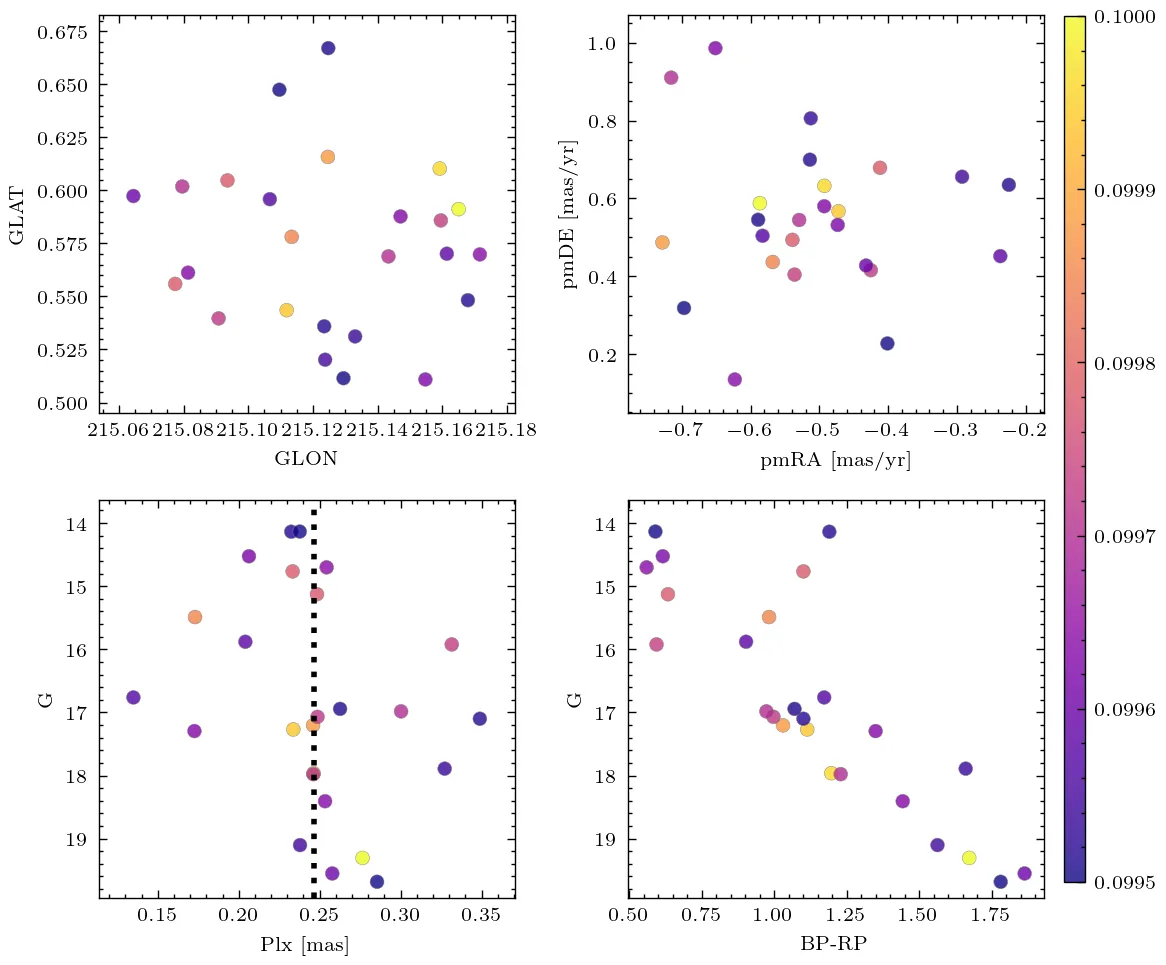 0.675
0.650
0.625
0.600
0.575
0.550
0.525
0.500
GLAT
215.06 215.08 215.10 215.12 215.14 215.16 215.18
GLON
1.0
0.8
0.6
0.4
0.2
pmDE [mas/yr]
−0.7 −0.6 −0.5 −0.4 −0.3 −0.2
pmRA [mas/yr]
14
15
16
17
18
19
G
0.15 0.20 0.25 0.30 0.35
Plx [mas]
14
15
16
17
18
19
G
0.50 0.75 1.00 1.25 1.50 1.75
BP-RP
0.1000
0.0999
0.0998
0.0997
0.0996
0.0995